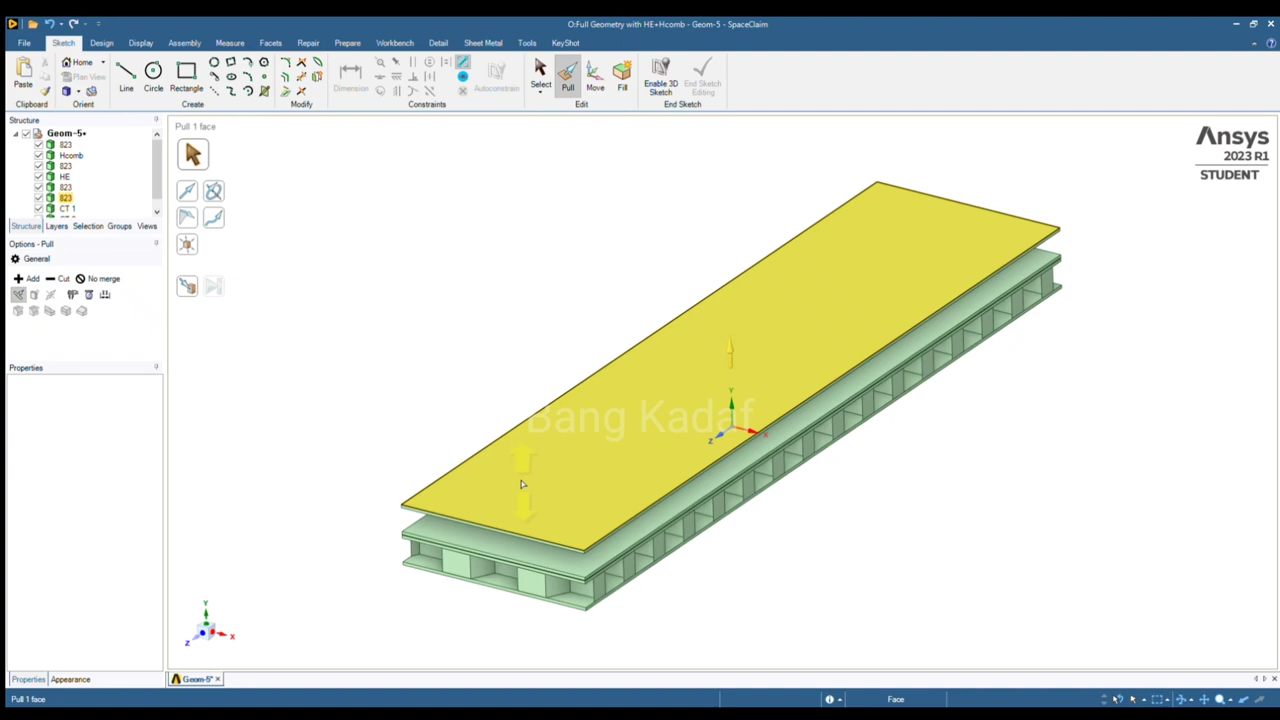 O:Full Geometry with HE+Hcomb - Geom-5 - SpaceClaim
File Sketch Design Display Assembly Measure Facets Repair Prepare Workbench Detail Sheet Metal Tools KeyShot
Paste
Home
Plan View
Line Circle Rectangle
Dimension
Autoconstrain
Select Pull Move Fill
Enable 3D Sketch
End Sketch Editing
Clipboard Orient Create Modify Constraints Edit End Sketch
Structure
Geom-5*
823
Hcomb
823
HE
823
823
CT 1
Structure Layers Selection Groups Views
Options - Pull
General
Add Cut No merge
Properties
Properties Appearance
Pull 1 face
Ansys
2023 R1
STUDENT
Y
Z X
Bang Kadaf
Y
Z X
Geom-5*
Pull 1 face
Face